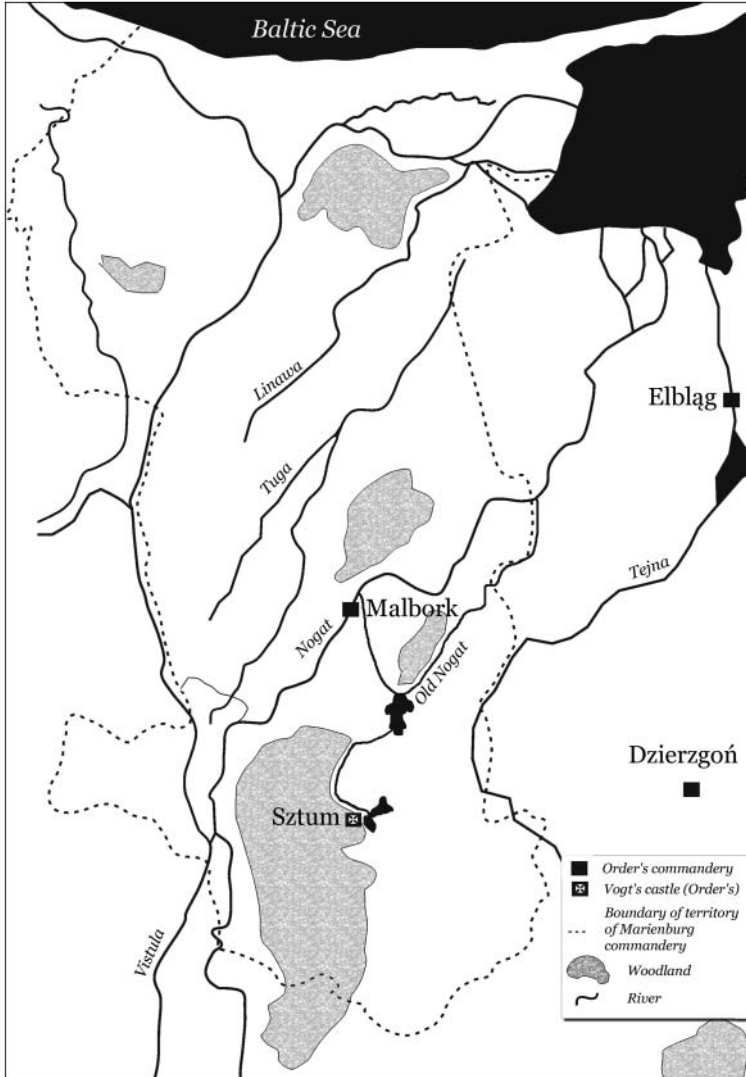 Baltic Sea
Linawa
Elbląg
Tuga
Tejna
Malbork
Nogat
Old Nogat
Dzierzgoń
Sztum
Vistula
Order's commandery
Vogt's castle (Order's)
Boundary of territory
of Marienburg
commandery
Woodland
River